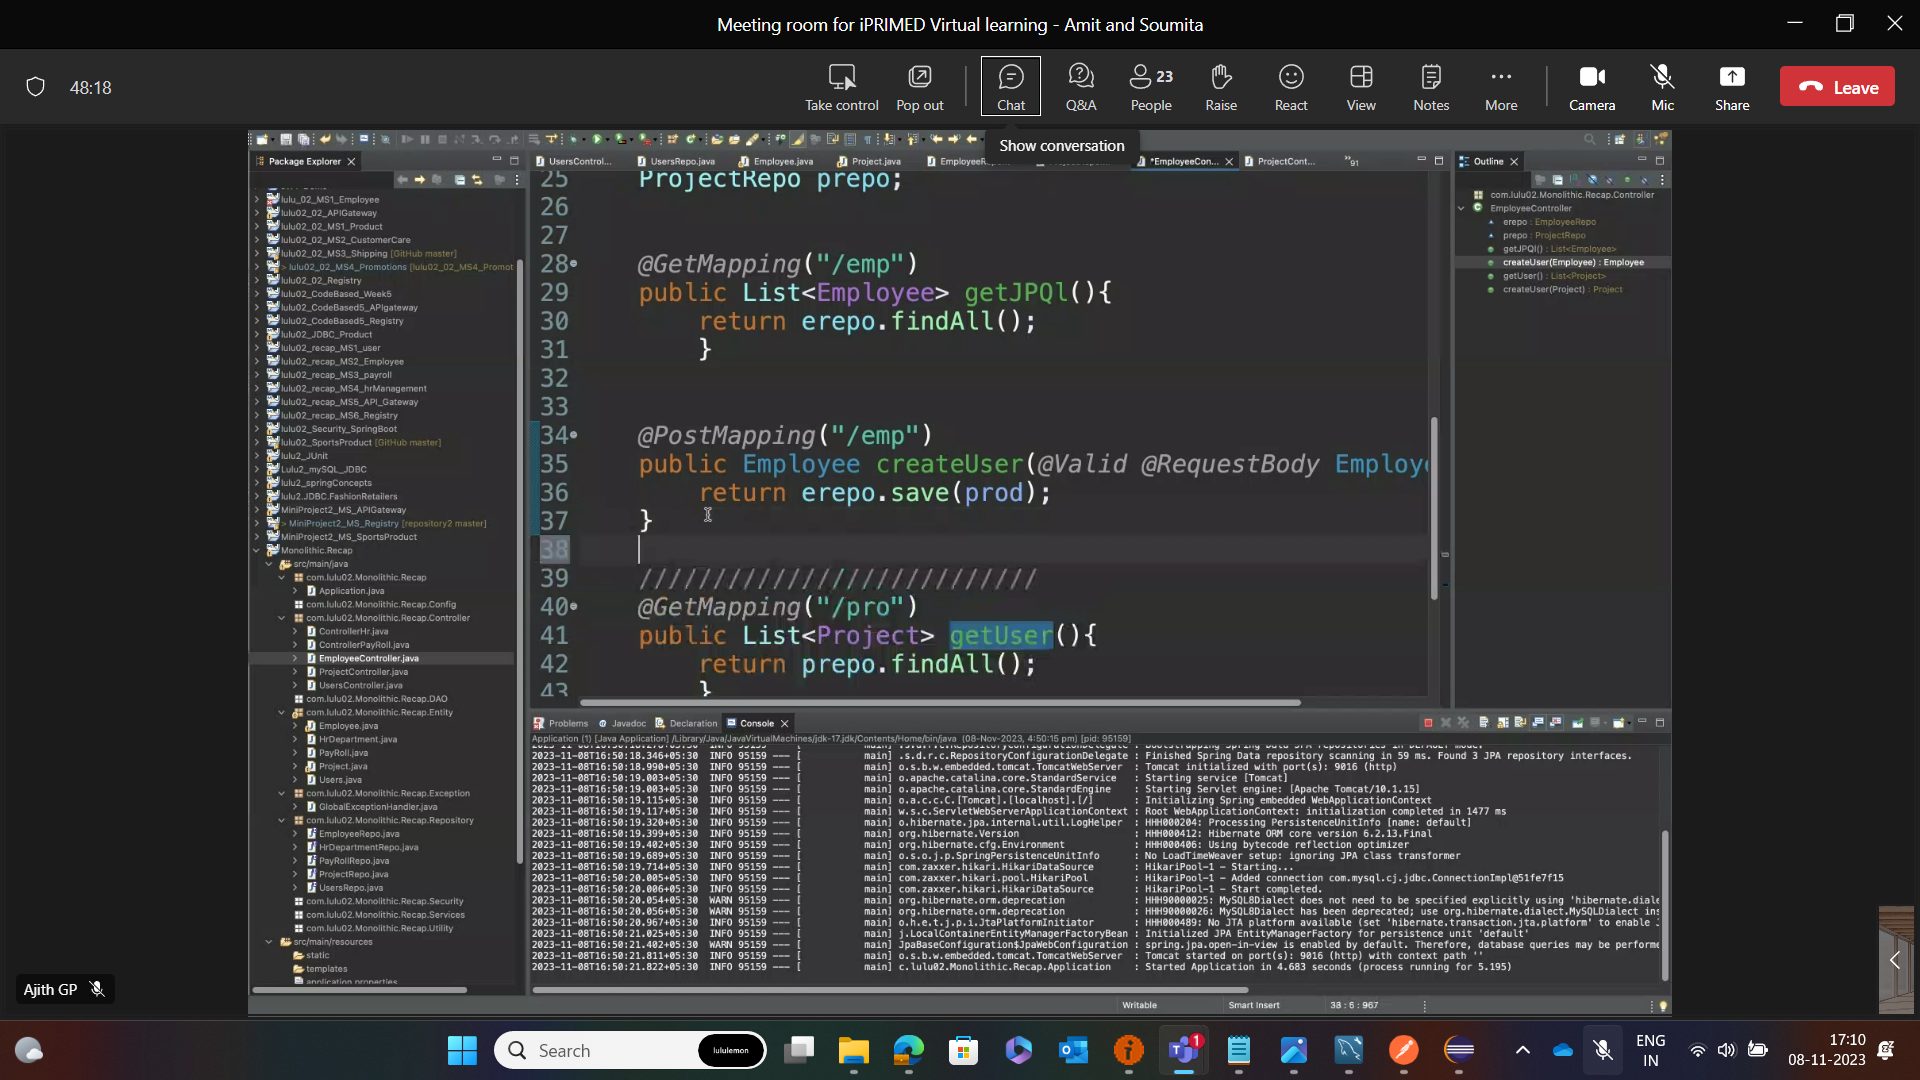 Meeting room for iPRIMED Virtual learning - Amit and Soumita
48:18
Take control
Pop out
Chat
Q&A
23
People
Raise
React
View
Notes
More
Camera
Mic
Share
Leave
Show conversation
Package Explorer
UsersControl...
UsersRepo.java
Employee.java
Project.java
*EmployeeCon...
ProjectCont...
»91
Outline
lulu_02_MS1_Employee
lulu02_02_APIGateway
lulu02_02_MS1_Product
lulu02_02_MS2_CustomerCare
lulu02_02_MS3_Shipping [GitHub master]
> lulu02_02_MS4_Promotions [lulu02_02_MS4_Promot
lulu02_02_Registry
lulu02_CodeBased_Week5
lulu02_CodeBased5_APIgateway
lulu02_CodeBased5_Registry
lulu02_JDBC_Product
lulu02_recap_MS1_user
lulu02_recap_MS2_Employee
lulu02_recap_MS3_payroll
lulu02_recap_MS4_hrManagement
lulu02_recap_MS5_API_Gateway
lulu02_recap_MS6_Registry
lulu02_Security_SpringBoot
lulu02_SportsProduct [GitHub master]
lulu2_JUnit
Lulu2_mySQL_JDBC
lulu2_springConcepts
lulu2.JDBC.FashionRetailers
MiniProject2_MS_APIGateway
> MiniProject2_MS_Registry [repository2 master]
MiniProject2_MS_SportsProduct
Monolithic.Recap
src/main/java
com.lulu02.Monolithic.Recap
Application.java
com.lulu02.Monolithic.Recap.Config
com.lulu02.Monolithic.Recap.Controller
ControllerHr.java
ControllerPayRoll.java
EmployeeController.java
ProjectController.java
UsersController.java
com.lulu02.Monolithic.Recap.DAO
com.lulu02.Monolithic.Recap.Entity
Employee.java
HrDepartment.java
PayRoll.java
Project.java
Users.java
com.lulu02.Monolithic.Recap.Exception
GlobalExceptionHandler.java
com.lulu02.Monolithic.Recap.Repository
EmployeeRepo.java
HrDepartmentRepo.java
PayRollRepo.java
ProjectRepo.java
UsersRepo.java
com.lulu02.Monolithic.Recap.Security
com.lulu02.Monolithic.Recap.Services
com.lulu02.Monolithic.Recap.Utility
src/main/resources
static
templates
application.properties
25 ProjectRepo prepo;
26
27
28 @GetMapping("/emp")
29 public List<Employee> getJPQl(){
30 return erepo.findAll();
31 }
32
33
34 @PostMapping("/emp")
35 public Employee createUser(@Valid @RequestBody Employe
36 return erepo.save(prod);
37 }
38
39 ///////////////////////////
40 @GetMapping("/pro")
41 public List<Project> getUser(){
42 return prepo.findAll();
43 }
com.lulu02.Monolithic.Recap.Controller
EmployeeController
erepo : EmployeeRepo
prepo : ProjectRepo
getJPQl() : List<Employee>
createUser(Employee) : Employee
getUser() : List<Project>
createUser(Project) : Project
Problems
Javadoc
Declaration
Console
Application (1) [Java Application] /Library/Java/JavaVirtualMachines/jdk-17.jdk/Contents/Home/bin/java (08-Nov-2023, 4:50:15 pm) [pid: 95159]
2023-11-08T16:50:18.346+05:30 INFO 95159 --- [ main] .s.d.r.c.RepositoryConfigurationDelegate : Finished Spring Data repository scanning in 59 ms. Found 3 JPA repository interfaces.
2023-11-08T16:50:18.990+05:30 INFO 95159 --- [ main] o.s.b.w.embedded.tomcat.TomcatWebServer : Tomcat initialized with port(s): 9016 (http)
2023-11-08T16:50:19.003+05:30 INFO 95159 --- [ main] o.apache.catalina.core.StandardService : Starting service [Tomcat]
2023-11-08T16:50:19.003+05:30 INFO 95159 --- [ main] o.apache.catalina.core.StandardEngine : Starting Servlet engine: [Apache Tomcat/10.1.15]
2023-11-08T16:50:19.115+05:30 INFO 95159 --- [ main] o.a.c.c.C.[Tomcat].[localhost].[/] : Initializing Spring embedded WebApplicationContext
2023-11-08T16:50:19.117+05:30 INFO 95159 --- [ main] w.s.c.ServletWebServerApplicationContext : Root WebApplicationContext: initialization completed in 1477 ms
2023-11-08T16:50:19.320+05:30 INFO 95159 --- [ main] o.hibernate.jpa.internal.util.LogHelper : HHH000204: Processing PersistenceUnitInfo [name: default]
2023-11-08T16:50:19.399+05:30 INFO 95159 --- [ main] org.hibernate.Version : HHH000412: Hibernate ORM core version 6.2.13.Final
2023-11-08T16:50:19.402+05:30 INFO 95159 --- [ main] org.hibernate.cfg.Environment : HHH000406: Using bytecode reflection optimizer
2023-11-08T16:50:19.689+05:30 INFO 95159 --- [ main] o.s.o.j.p.SpringPersistenceUnitInfo : No LoadTimeWeaver setup: ignoring JPA class transformer
2023-11-08T16:50:19.714+05:30 INFO 95159 --- [ main] com.zaxxer.hikari.HikariDataSource : HikariPool-1 - Starting...
2023-11-08T16:50:20.005+05:30 INFO 95159 --- [ main] com.zaxxer.hikari.pool.HikariPool : HikariPool-1 - Added connection com.mysql.cj.jdbc.ConnectionImpl@51fe7f15
2023-11-08T16:50:20.006+05:30 INFO 95159 --- [ main] com.zaxxer.hikari.HikariDataSource : HikariPool-1 - Start completed.
2023-11-08T16:50:20.054+05:30 WARN 95159 --- [ main] org.hibernate.orm.deprecation : HHH90000025: MySQL8Dialect does not need to be specified explicitly using 'hibernate.diale
2023-11-08T16:50:20.056+05:30 WARN 95159 --- [ main] org.hibernate.orm.deprecation : HHH90000026: MySQL8Dialect has been deprecated; use org.hibernate.dialect.MySQLDialect ins
2023-11-08T16:50:20.967+05:30 INFO 95159 --- [ main] o.h.e.t.j.p.i.JtaPlatformInitiator : HHH000489: No JTA platform available (set 'hibernate.transaction.jta.platform' to enable J
2023-11-08T16:50:21.025+05:30 INFO 95159 --- [ main] j.LocalContainerEntityManagerFactoryBean : Initialized JPA EntityManagerFactory for persistence unit 'default'
2023-11-08T16:50:21.402+05:30 WARN 95159 --- [ main] JpaBaseConfiguration$JpaWebConfiguration : spring.jpa.open-in-view is enabled by default. Therefore, database queries may be performe
2023-11-08T16:50:21.811+05:30 INFO 95159 --- [ main] o.s.b.w.embedded.tomcat.TomcatWebServer : Tomcat started on port(s): 9016 (http) with context path ''
2023-11-08T16:50:21.822+05:30 INFO 95159 --- [ main] c.lulu02.Monolithic.Recap.Application : Started Application in 4.683 seconds (process running for 5.195)
Writable
Smart Insert
38 : 6 : 967
Ajith GP
Search
lululemon
1
ENG
IN
17:10
08-11-2023